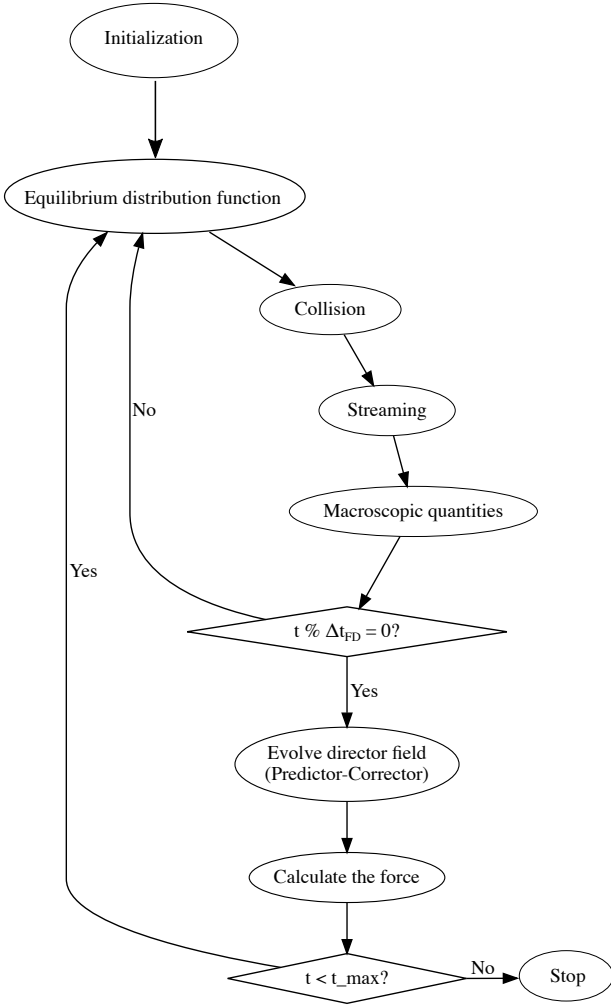 Initialization
Equilibrium distribution function
Collision
Streaming
No
Macroscopic quantities
Yes
t % Δt_FD = 0?
Yes
Evolve director field
(Predictor-Corrector)
Calculate the force
t < t_max?
No
Stop